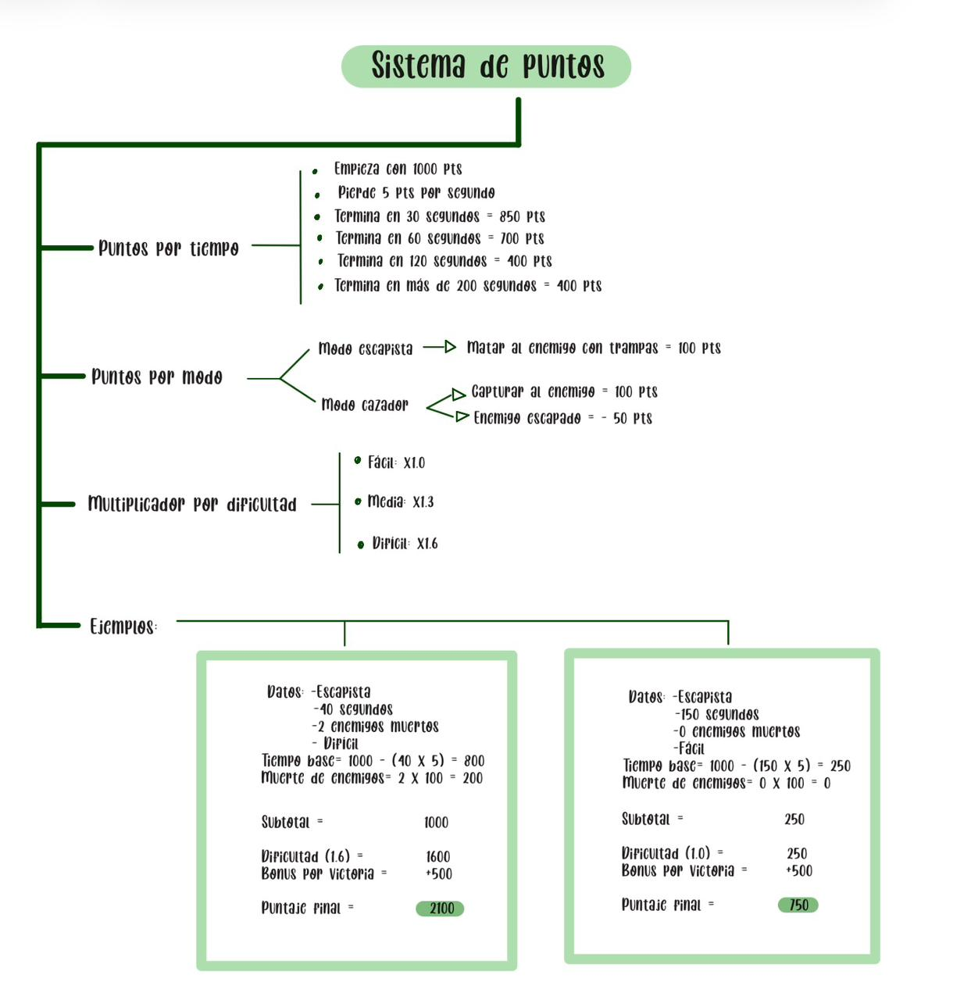 Sistema de puntos
Empieza con 1000 pts
Pierde 5 pts por segundo
Termina en 30 segundos = 850 pts
Termina en 60 segundos = 700 pts
Termina en 120 segundos = 400 pts
Termina en más de 200 segundos = 400 pts
Puntos por tiempo
Puntos por modo
Modo escapista
Matar al enemigo con trampas = 100 pts
Modo cazador
Capturar al enemigo = 100 pts
Enemigo escapado = - 50 pts
Multiplicador por dificultad
Fácil: X1.0
Media: X1.3
Difícil: X1.6
Ejemplos:
Datos: -Escapista
-40 segundos
-2 enemigos muertos
- Difícil
Tiempo base= 1000 - (40 X 5) = 800
Muerte de enemigos= 2 X 100 = 200
Subtotal = 1000
Dificultad (1.6) = 1600
Bonus por victoria = +500
Puntaje final = 2100
Datos: -Escapista
-150 segundos
-0 enemigos muertos
-Fácil
Tiempo base= 1000 - (150 X 5) = 250
Muerte de enemigos= 0 X 100 = 0
Subtotal = 250
Dificultad (1.0) = 250
Bonus por victoria = +500
Puntaje final = 750